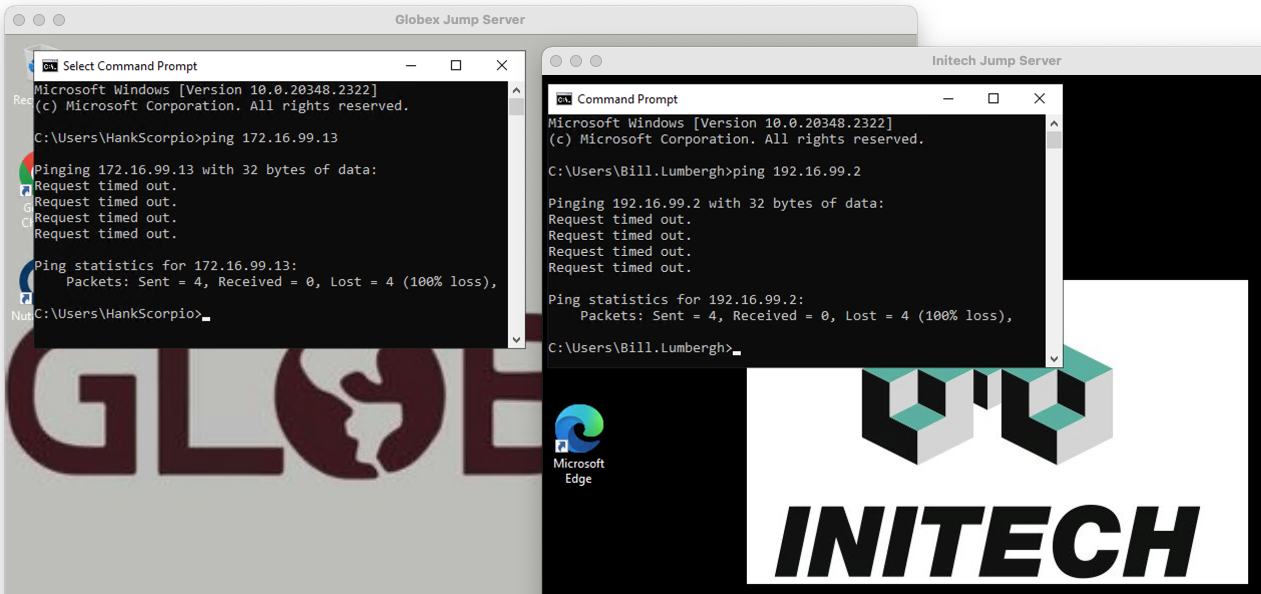 Globex Jump Server
Select Command Prompt
Microsoft Windows [Version 10.0.20348.2322]
(c) Microsoft Corporation. All rights reserved.
C:\Users\HankScorpio>ping 172.16.99.13
Pinging 172.16.99.13 with 32 bytes of data:
Request timed out.
Request timed out.
Request timed out.
Request timed out.
Ping statistics for 172.16.99.13:
Packets: Sent = 4, Received = 0, Lost = 4 (100% loss),
C:\Users\HankScorpio>
Initech Jump Server
Command Prompt
Microsoft Windows [Version 10.0.20348.2322]
(c) Microsoft Corporation. All rights reserved.
C:\Users\Bill.Lumbergh>ping 192.16.99.2
Pinging 192.16.99.2 with 32 bytes of data:
Request timed out.
Request timed out.
Request timed out.
Request timed out.
Ping statistics for 192.16.99.2:
Packets: Sent = 4, Received = 0, Lost = 4 (100% loss),
C:\Users\Bill.Lumbergh>
Microsoft
Edge
GLOB
INITECH